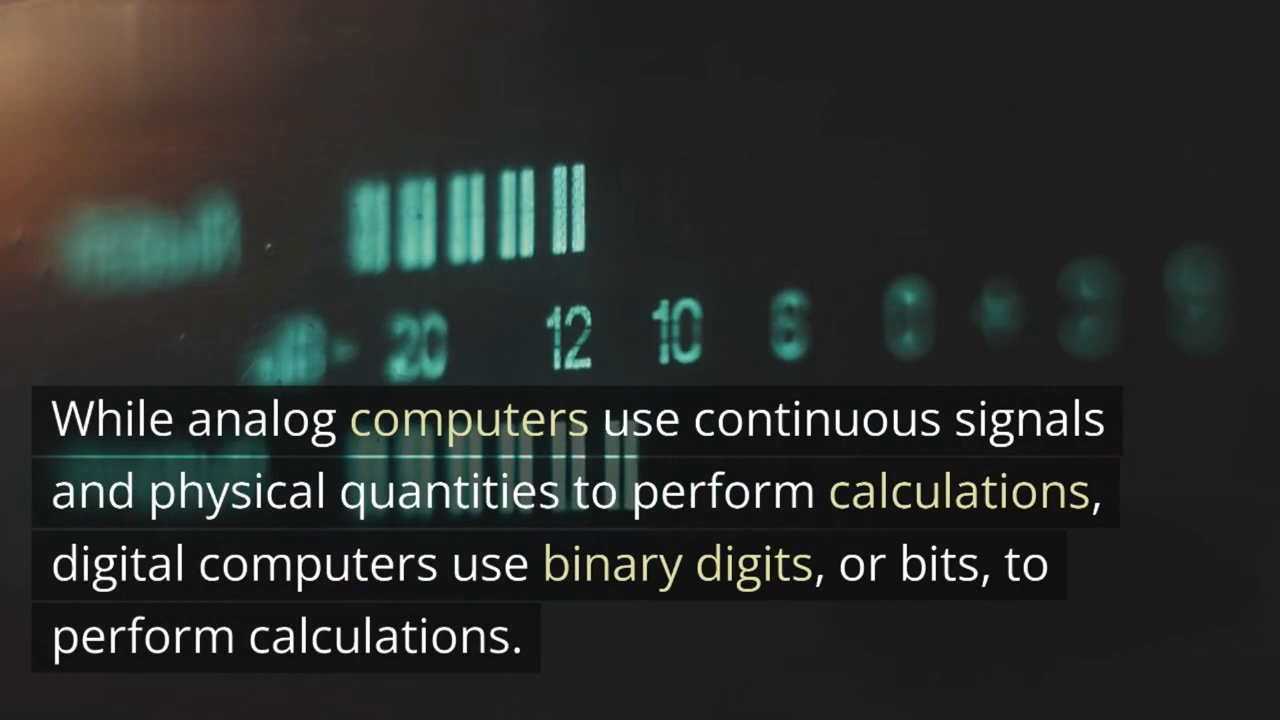 20 12 10 6
While analog computers use continuous signals
and physical quantities to perform calculations,
digital computers use binary digits, or bits, to
perform calculations.